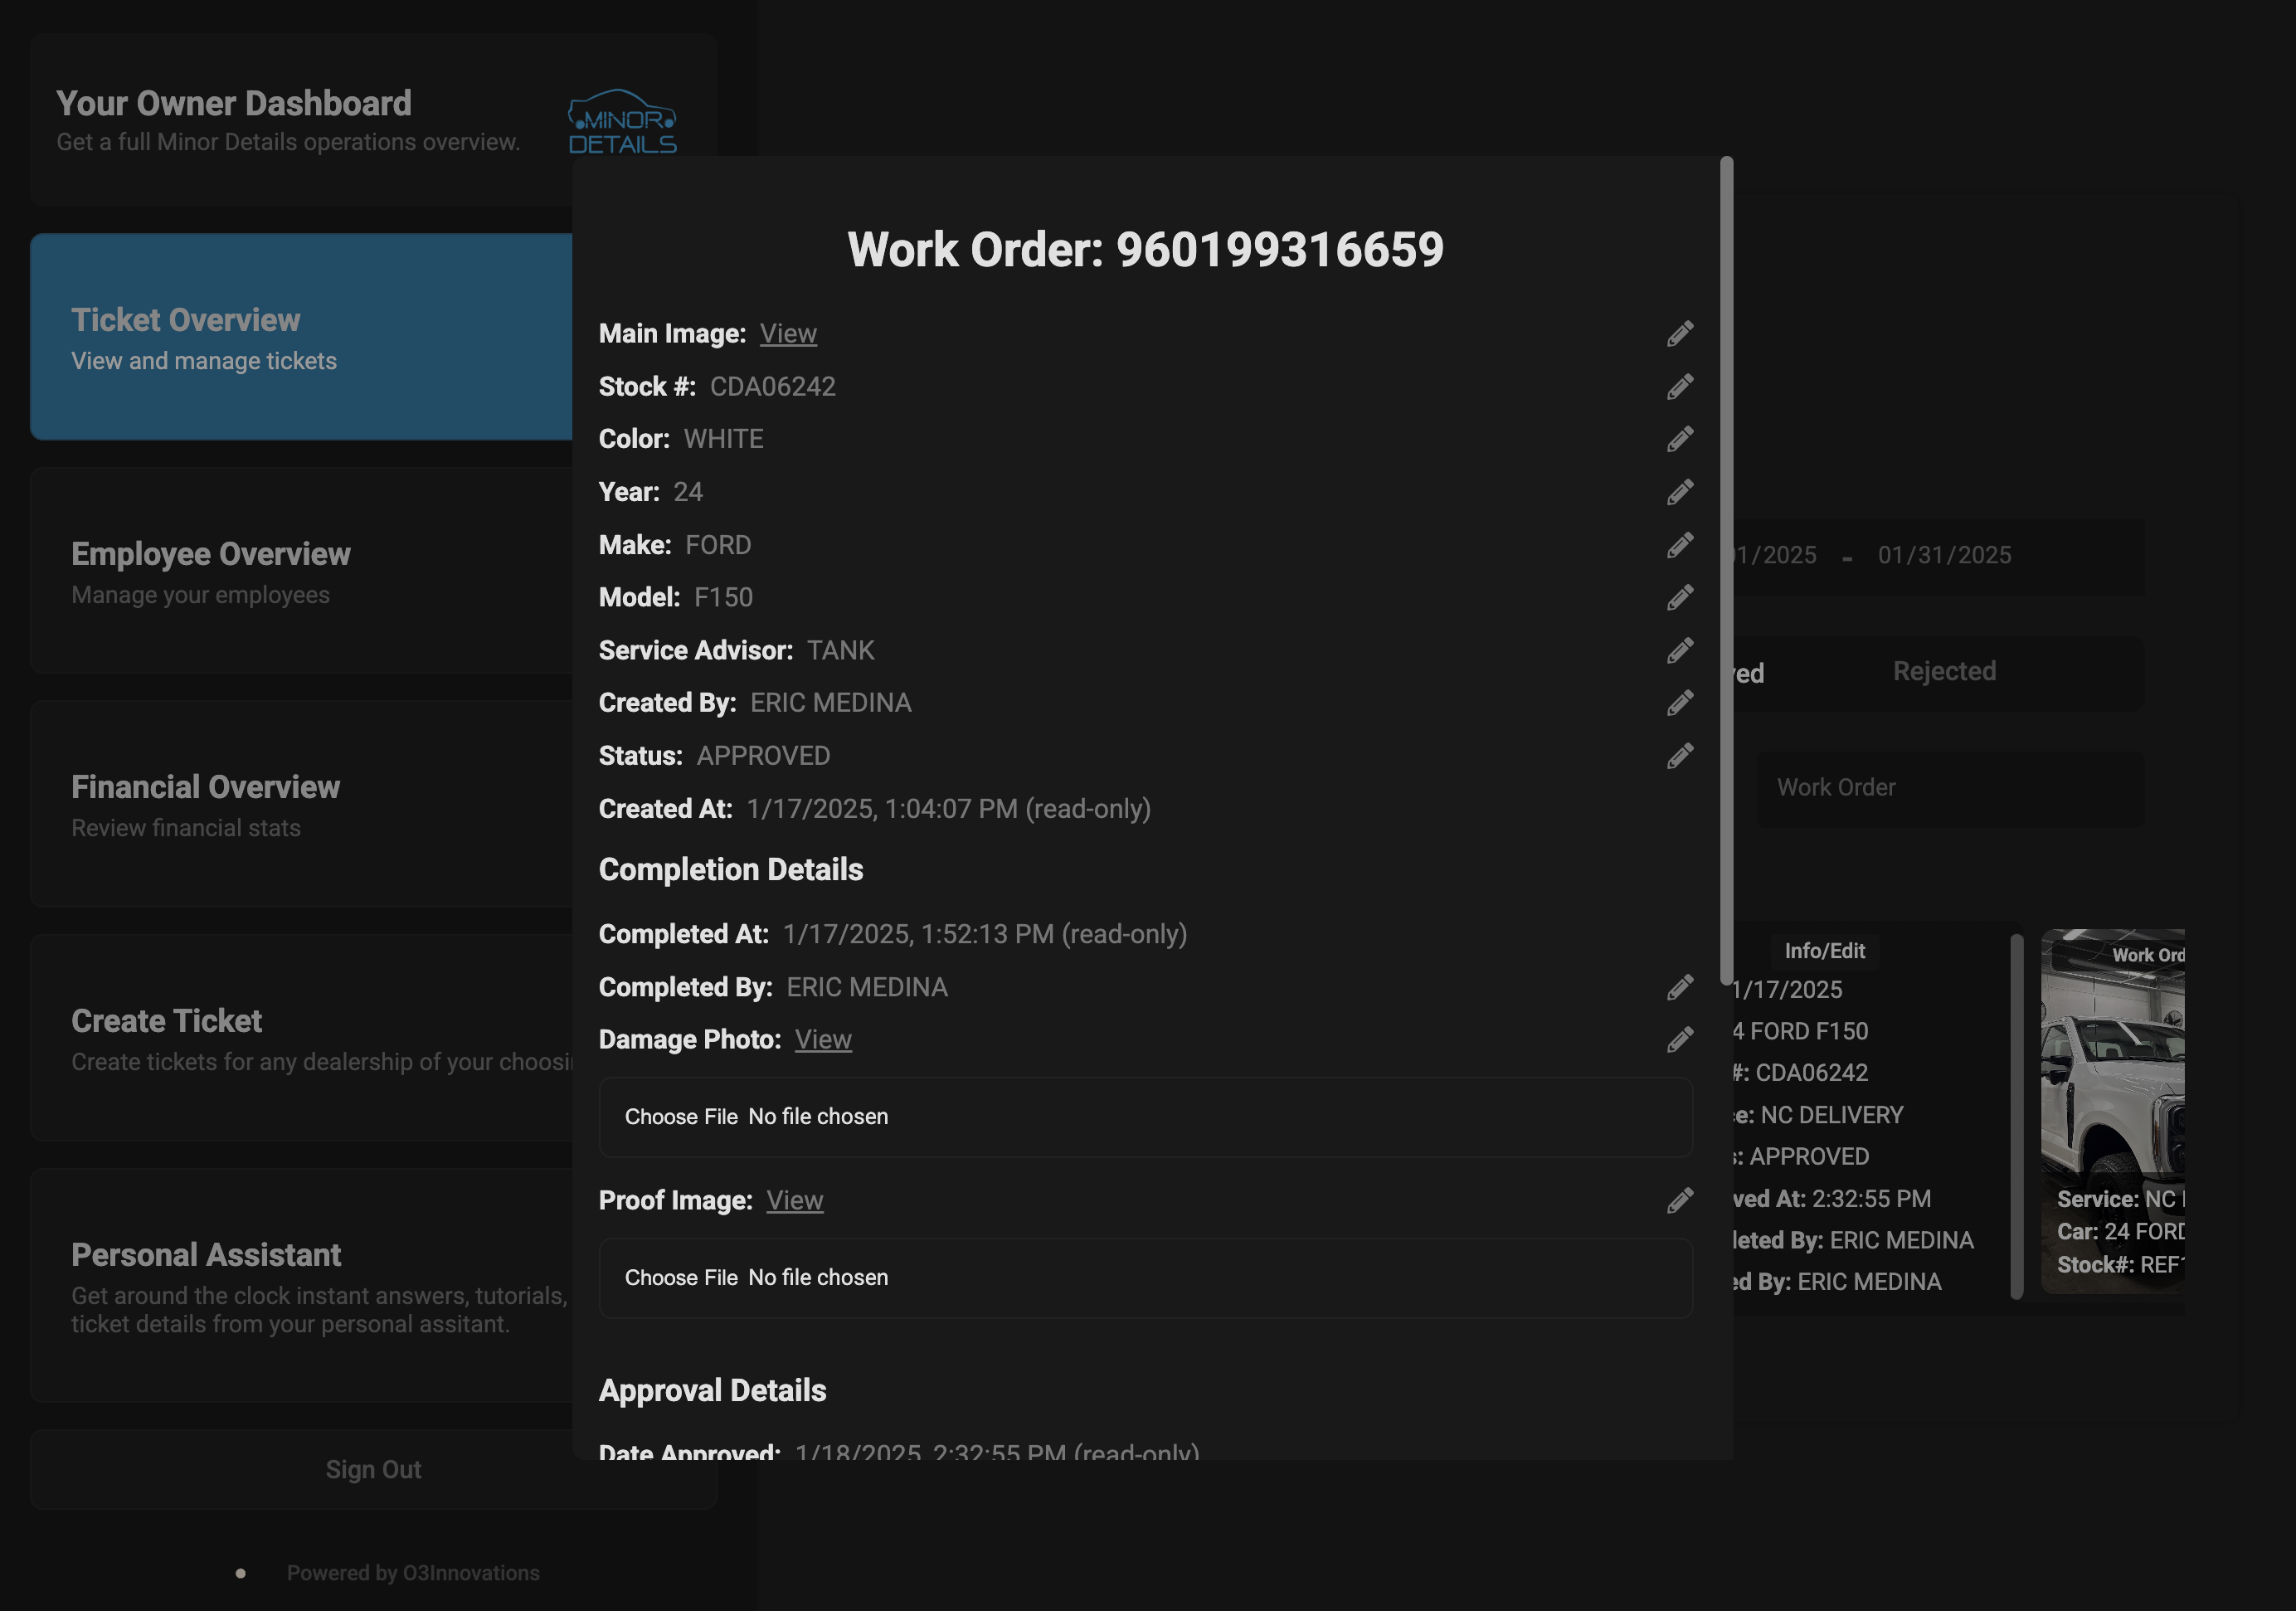 Your Owner Dashboard
Get a full Minor Details operations overview.
MINOR
DETAILS
Ticket Overview
View and manage tickets
Employee Overview
Manage your employees
Financial Overview
Review financial stats
Create Ticket
Create tickets for any dealership of your choosi
Personal Assistant
Get around the clock instant answers, tutorials,
ticket details from your personal assitant.
Sign Out
Powered by O3Innovations
Work Order: 960199316659
Main Image: View
Stock #: CDA06242
Color: WHITE
Year: 24
Make: FORD
Model: F150
Service Advisor: TANK
Created By: ERIC MEDINA
Status: APPROVED
Created At: 1/17/2025, 1:04:07 PM (read-only)
Completion Details
Completed At: 1/17/2025, 1:52:13 PM (read-only)
Completed By: ERIC MEDINA
Damage Photo: View
Choose File No file chosen
Proof Image: View
Choose File No file chosen
Approval Details
Date Approved: 1/18/2025, 2:32:55 PM (read-only)
1/2025 - 01/31/2025
ved
Rejected
Work Order
Info/Edit
1/17/2025
4 FORD F150
#: CDA06242
e: NC DELIVERY
s: APPROVED
ved At: 2:32:55 PM
leted By: ERIC MEDINA
ed By: ERIC MEDINA
Work Ord
Service: NC
Car: 24 FORD
Stock#: REF